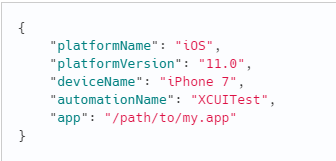 {
    "platformName": "iOS",
    "platformVersion": "11.0",
    "deviceName": "iPhone 7",
    "automationName": "XCUITest",
    "app": "/path/to/my.app"
}